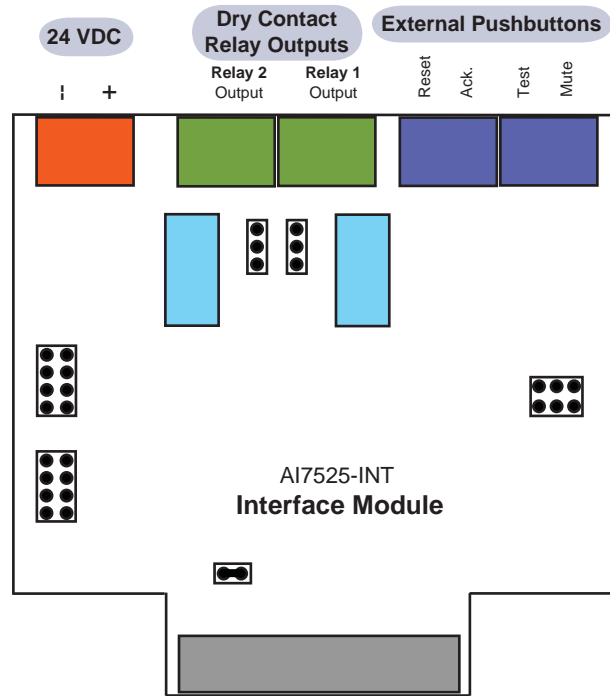 24 VDC
Dry Contact
Relay Outputs
External Pushbuttons
Relay 2
Output
Relay 1
Output
Reset
Ack.
Test
Mute
- +
AI7525-INT
Interface Module